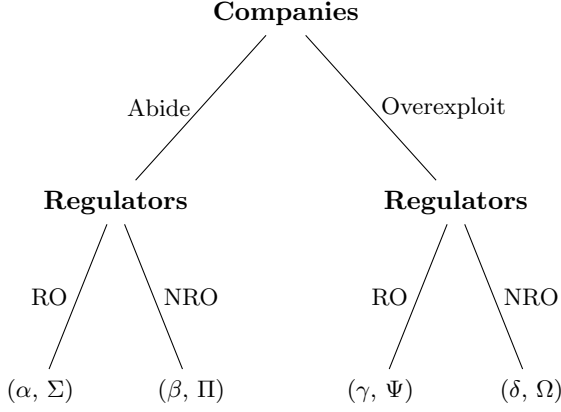 Companies
Abide
Overexploit
Regulators
Regulators
RO
NRO
RO
NRO
(α, Σ)
(β, Π)
(γ, Ψ)
(δ, Ω)